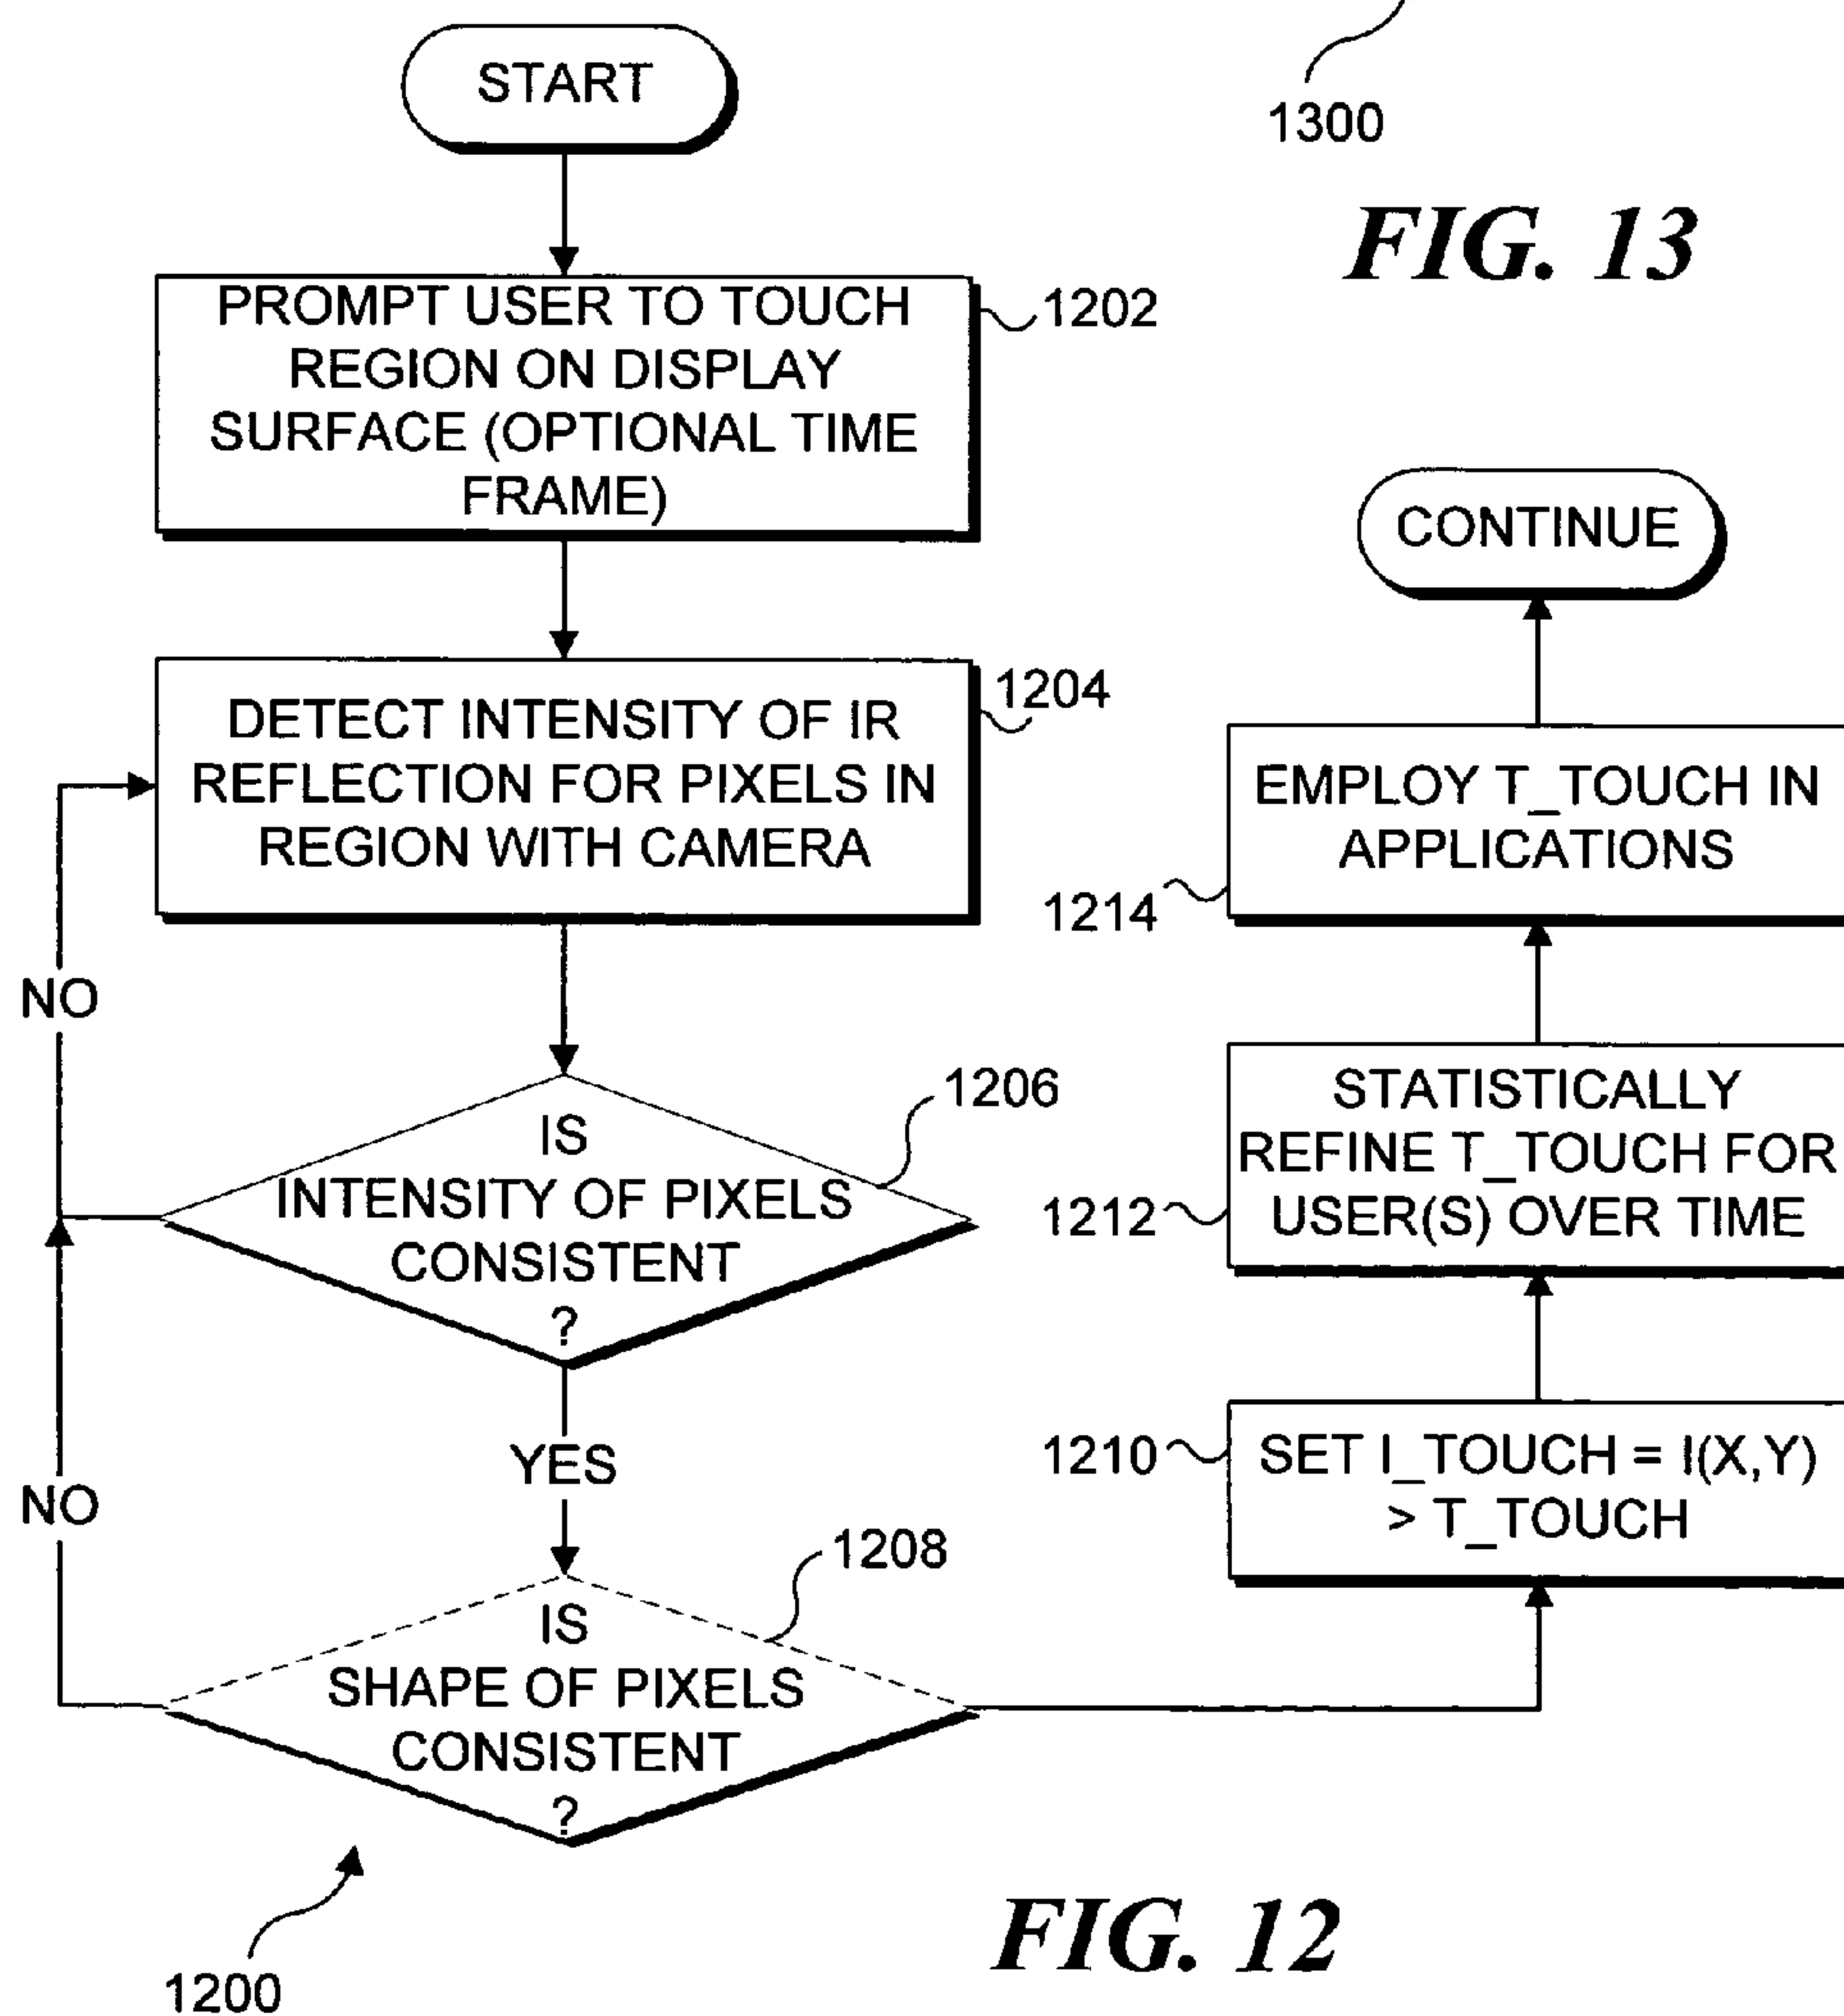 START
1300
FIG. 13
PROMPT USER TO TOUCH
REGION ON DISPLAY
SURFACE (OPTIONAL TIME
FRAME)
1202
DETECT INTENSITY OF IR
REFLECTION FOR PIXELS IN
REGION WITH CAMERA
1204
NO
IS
INTENSITY OF PIXELS
CONSISTENT
?
1206
YES
NO
IS
SHAPE OF PIXELS
CONSISTENT
?
1208
SET I_TOUCH = I(X,Y)
> T_TOUCH
1210
STATISTICALLY
REFINE T_TOUCH FOR
USER(S) OVER TIME
1212
EMPLOY T_TOUCH IN
APPLICATIONS
1214
CONTINUE
1200
FIG. 12